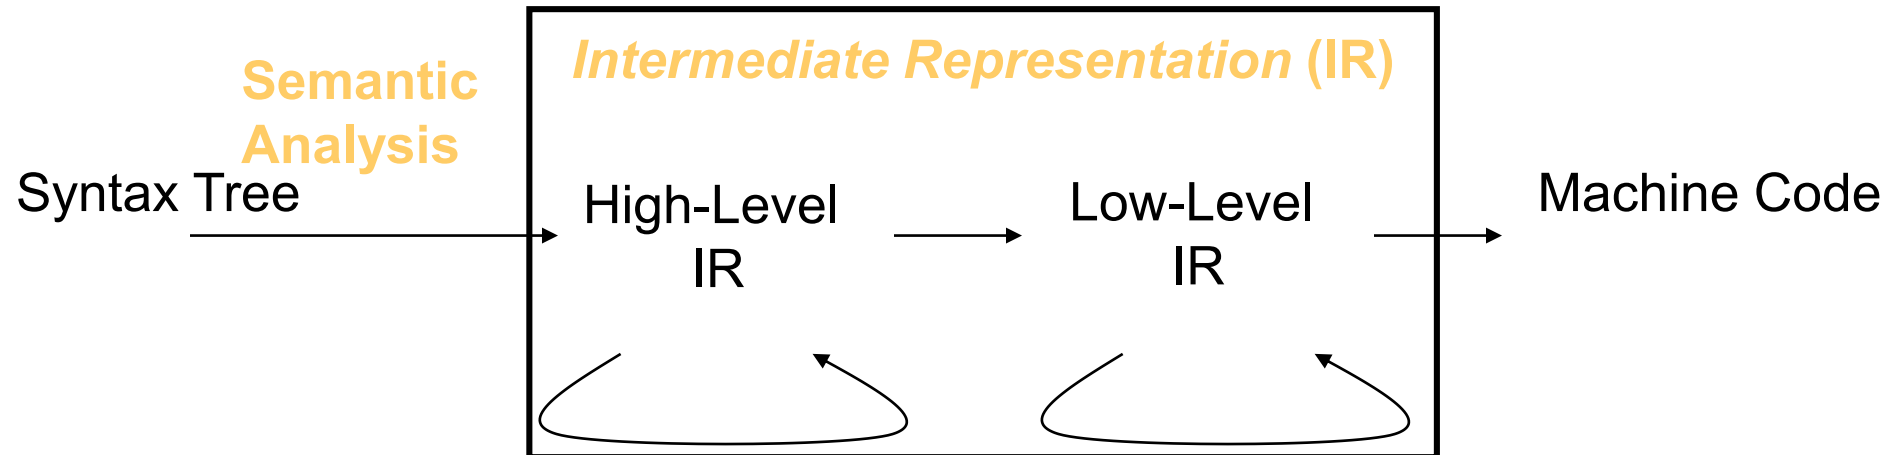 Semantic
Analysis
Intermediate Representation (IR)
Syntax Tree
High-Level
IR
Low-Level
IR
Machine Code